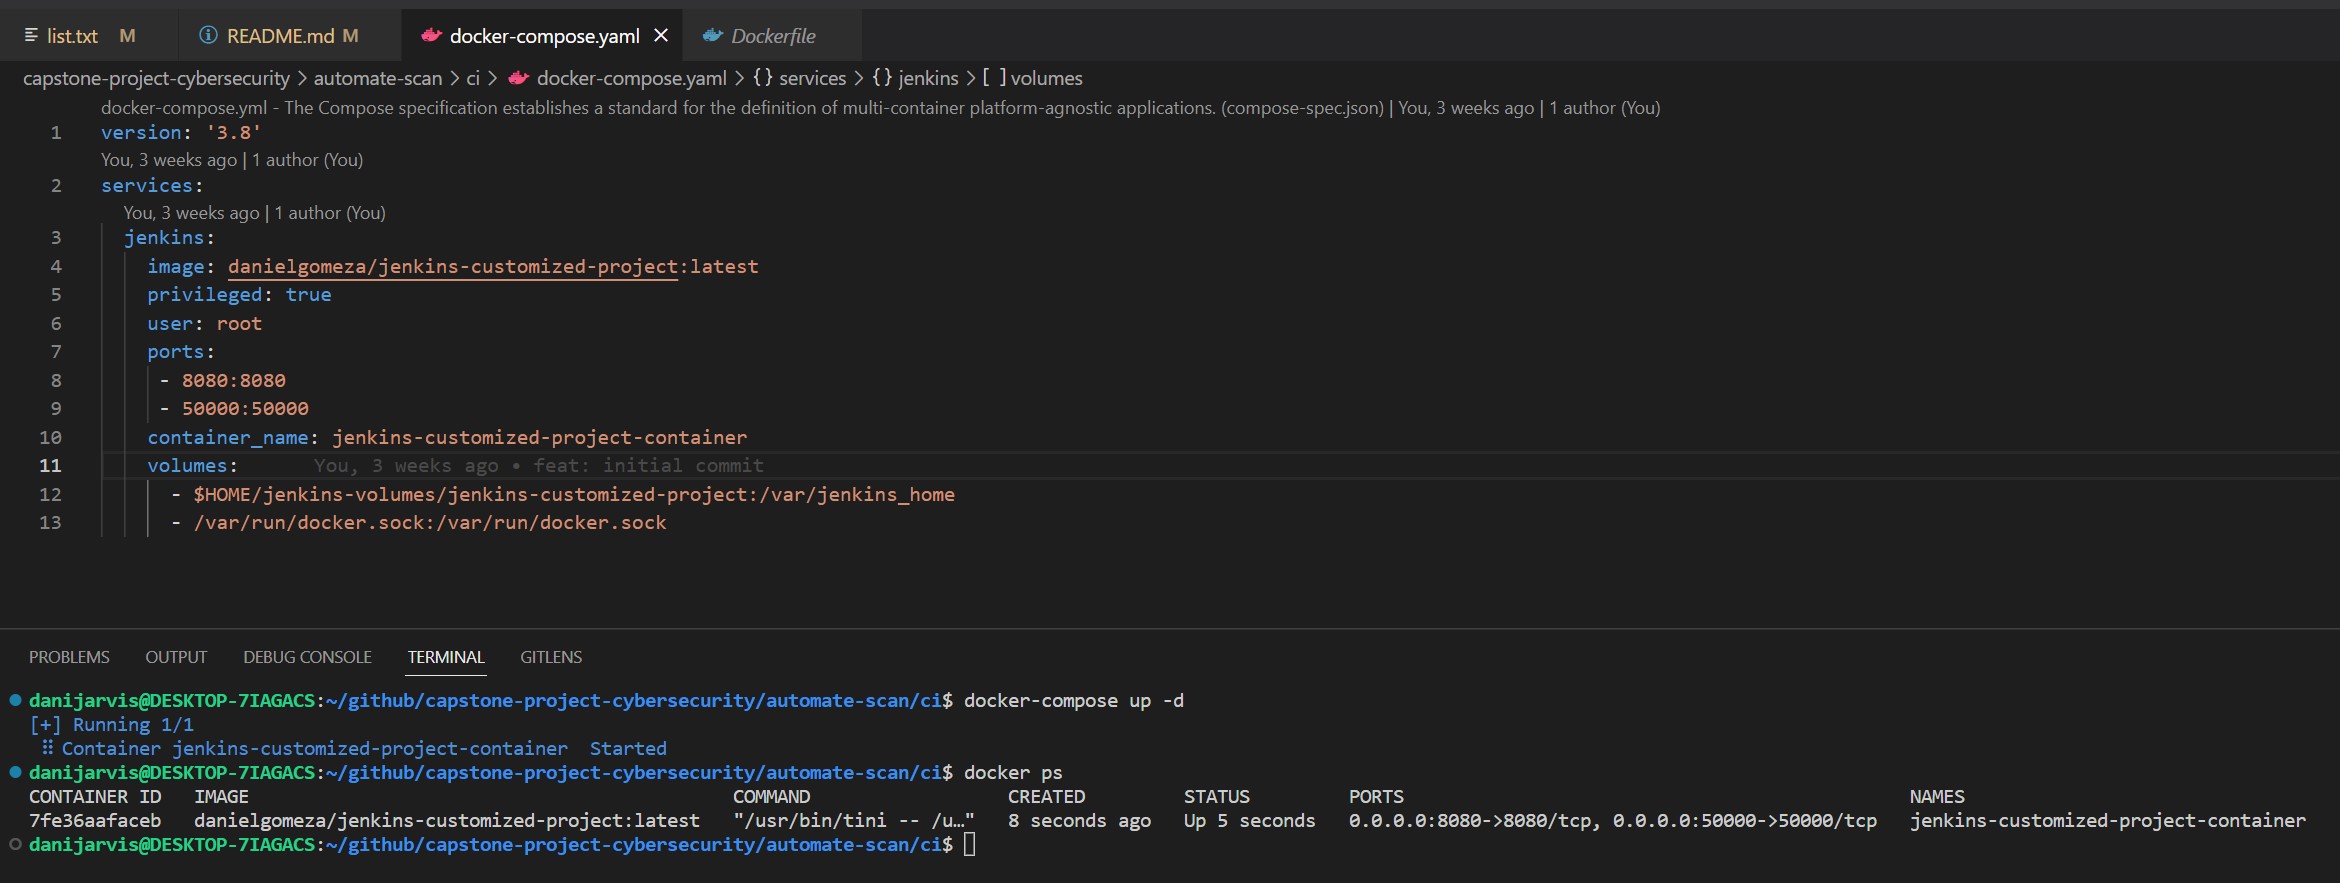 list.txt M README.md M docker-compose.yaml Dockerfile
capstone-project-cybersecurity > automate-scan > ci > docker-compose.yaml > {} services > {} jenkins > [ ] volumes
docker-compose.yml - The Compose specification establishes a standard for the definition of multi-container platform-agnostic applications. (compose-spec.json) | You, 3 weeks ago | 1 author (You)
1 version: '3.8'
You, 3 weeks ago | 1 author (You)
2 services:
You, 3 weeks ago | 1 author (You)
3 jenkins:
4 image: danielgomeza/jenkins-customized-project:latest
5 privileged: true
6 user: root
7 ports:
8 - 8080:8080
9 - 50000:50000
10 container_name: jenkins-customized-project-container
11 volumes: You, 3 weeks ago • feat: initial commit
12 - $HOME/jenkins-volumes/jenkins-customized-project:/var/jenkins_home
13 - /var/run/docker.sock:/var/run/docker.sock
PROBLEMS OUTPUT DEBUG CONSOLE TERMINAL GITLENS
danijarvis@DESKTOP-7IAGACS:~/github/capstone-project-cybersecurity/automate-scan/ci$ docker-compose up -d
[+] Running 1/1
⠿ Container jenkins-customized-project-container Started
danijarvis@DESKTOP-7IAGACS:~/github/capstone-project-cybersecurity/automate-scan/ci$ docker ps
CONTAINER ID IMAGE COMMAND CREATED STATUS PORTS NAMES
7fe36aafaceb danielgomeza/jenkins-customized-project:latest "/usr/bin/tini -- /u…" 8 seconds ago Up 5 seconds 0.0.0.0:8080->8080/tcp, 0.0.0.0:50000->50000/tcp jenkins-customized-project-container
danijarvis@DESKTOP-7IAGACS:~/github/capstone-project-cybersecurity/automate-scan/ci$